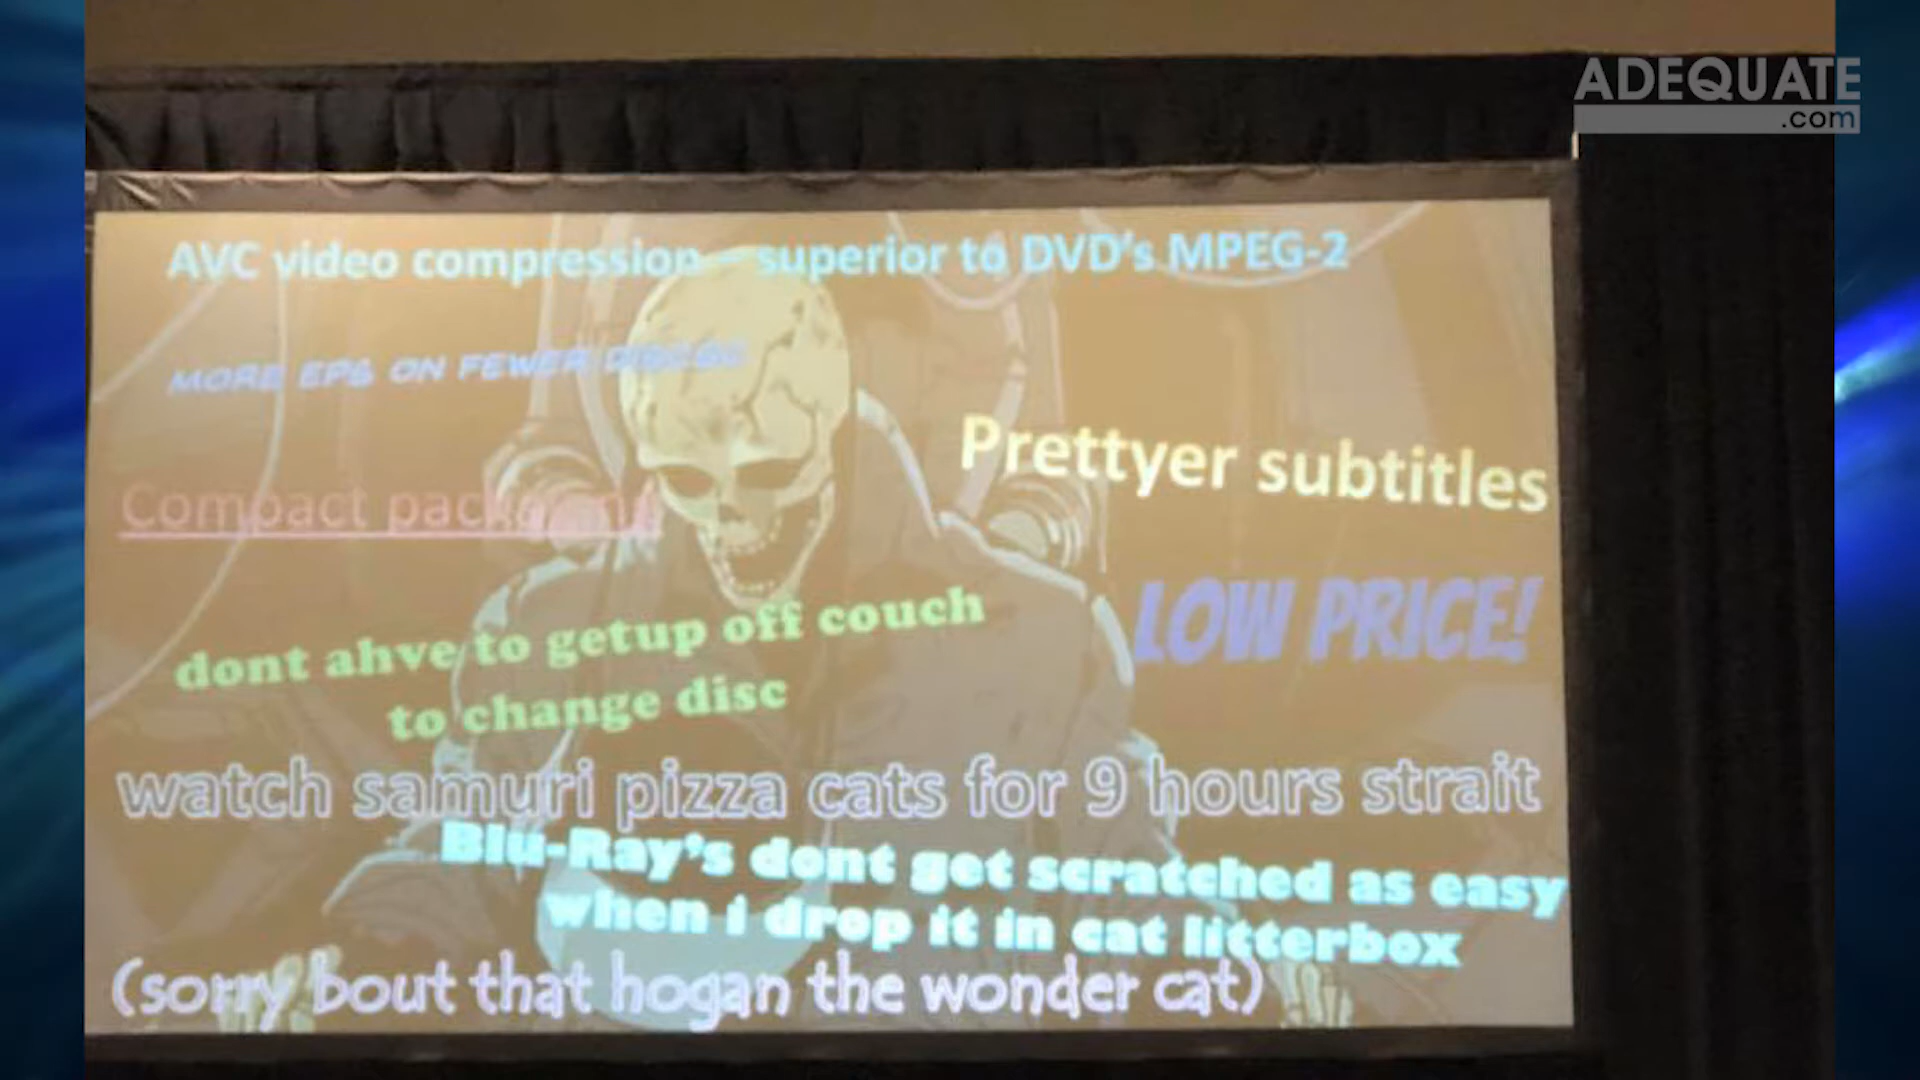 ADEQUATE
.com
AVC video compression – superior to DVD's MPEG-2
MORE EPS ON FEWER DISCS!
Prettyer subtitles
Compact packaging
LOW PRICE!
dont ahve to getup off couch
to change disc
watch samuri pizza cats for 9 hours strait
Blu-Ray's dont get scratched as easy
when i drop it in cat litterbox
(sorry bout that hogan the wonder cat)